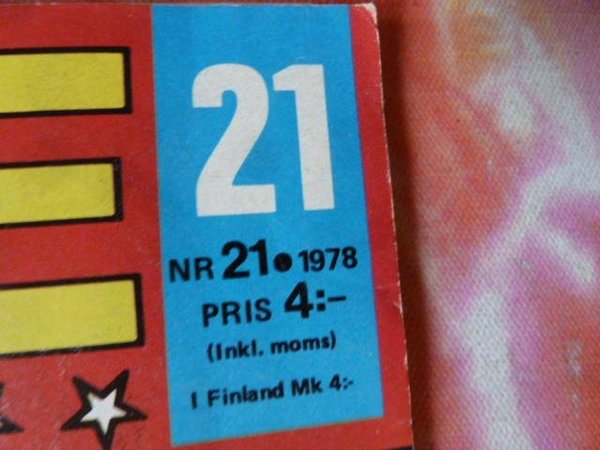 21
NR 21 • 1978
PRIS 4:-
(Inkl. moms)
I Finland Mk 4:-